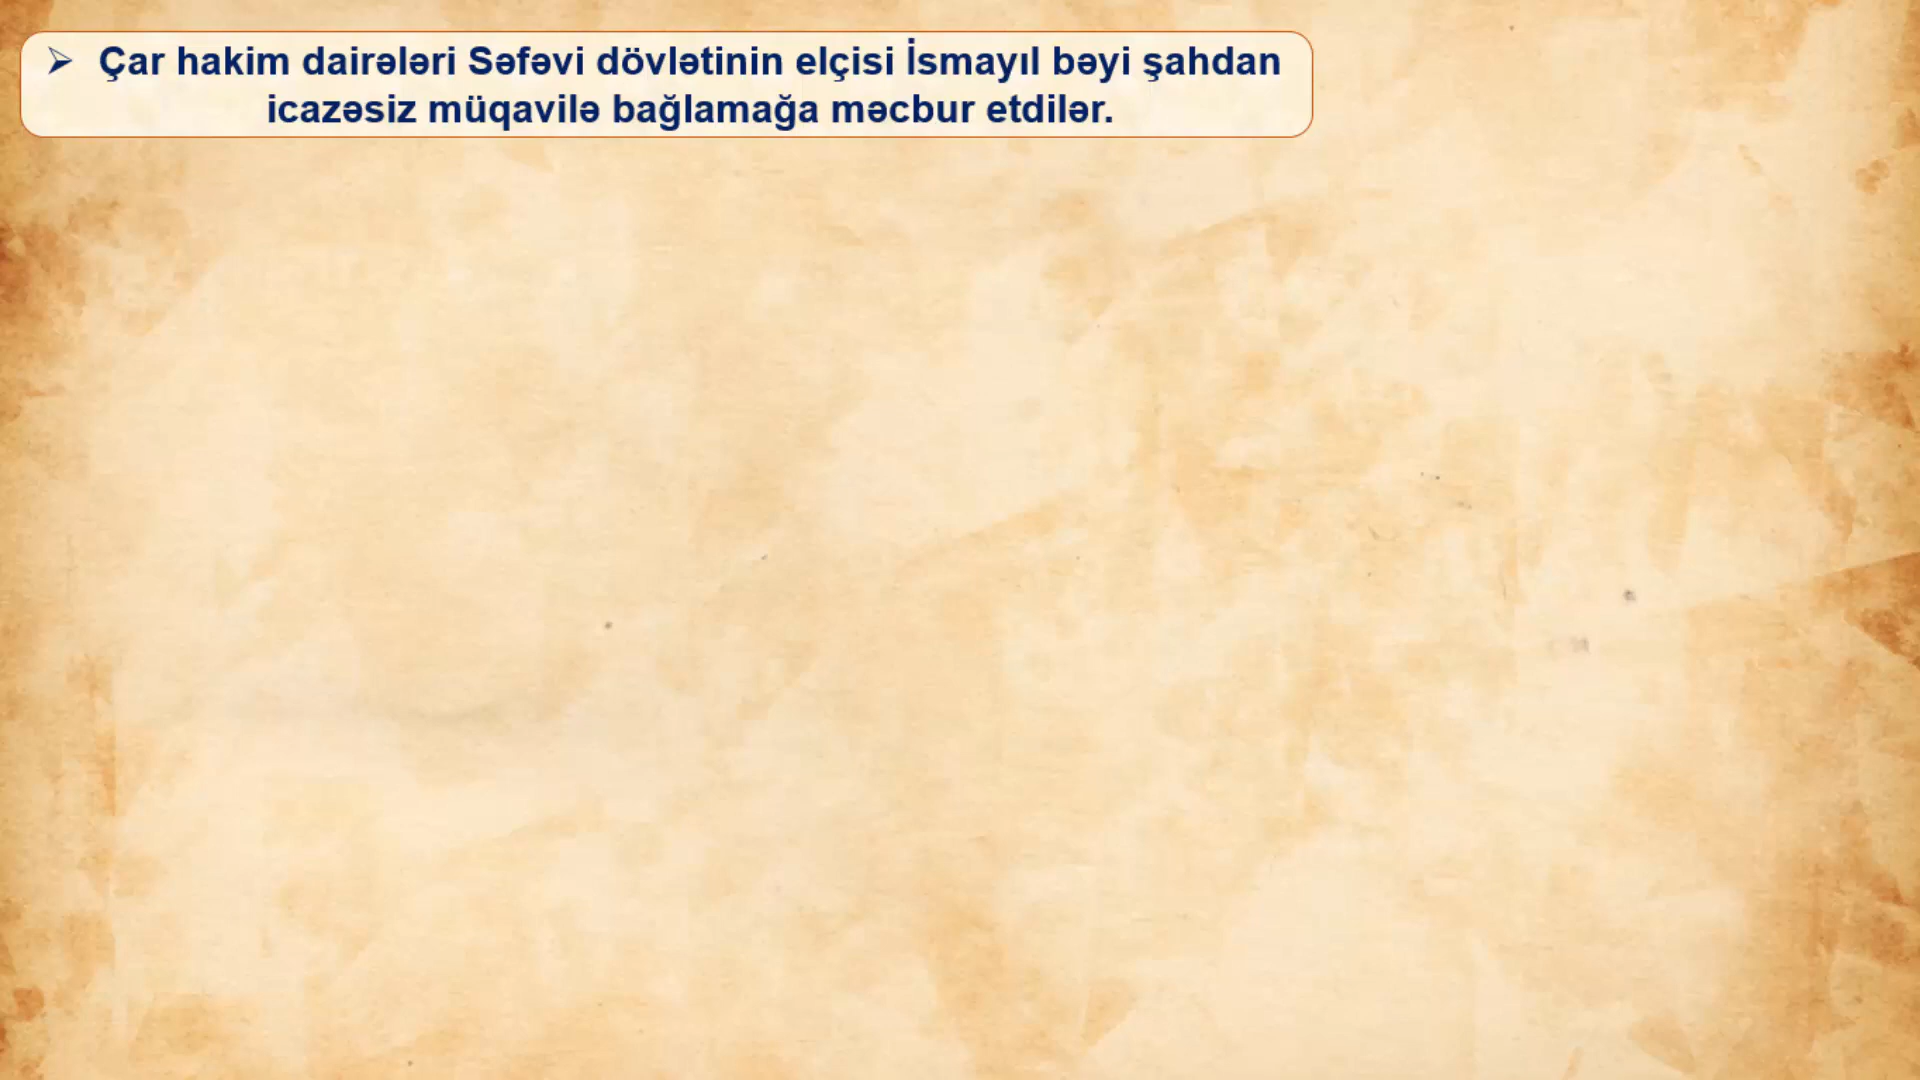 ➢ Çar hakim dairələri Səfəvi dövlətinin elçisi İsmayıl bəyi şahdan
icazəsiz müqavilə bağlamağa məcbur etdilər.